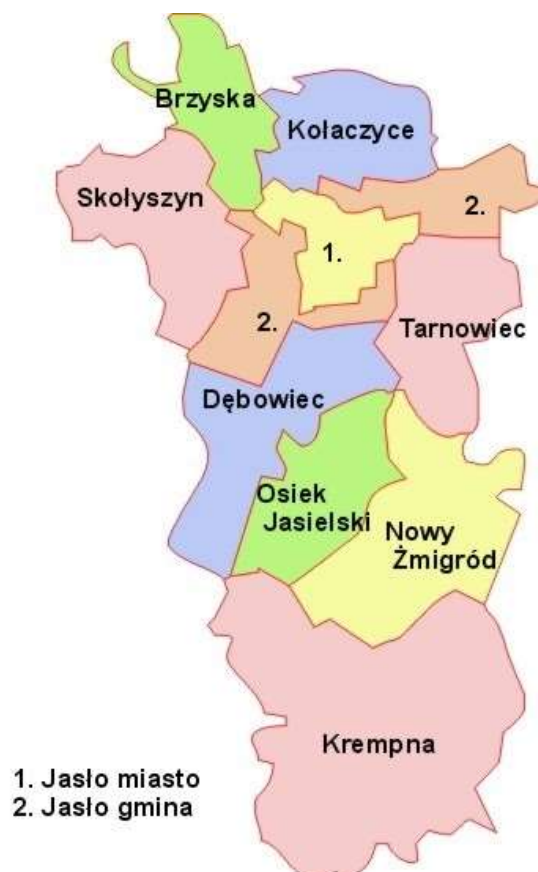 Brzyska
Kołaczyce
Skołyszyn
2.
1.
2.
Tarnowiec
Dębowiec
Osiek
Jasielski
Nowy
Żmigród
Krempna
1. Jasło miasto
2. Jasło gmina